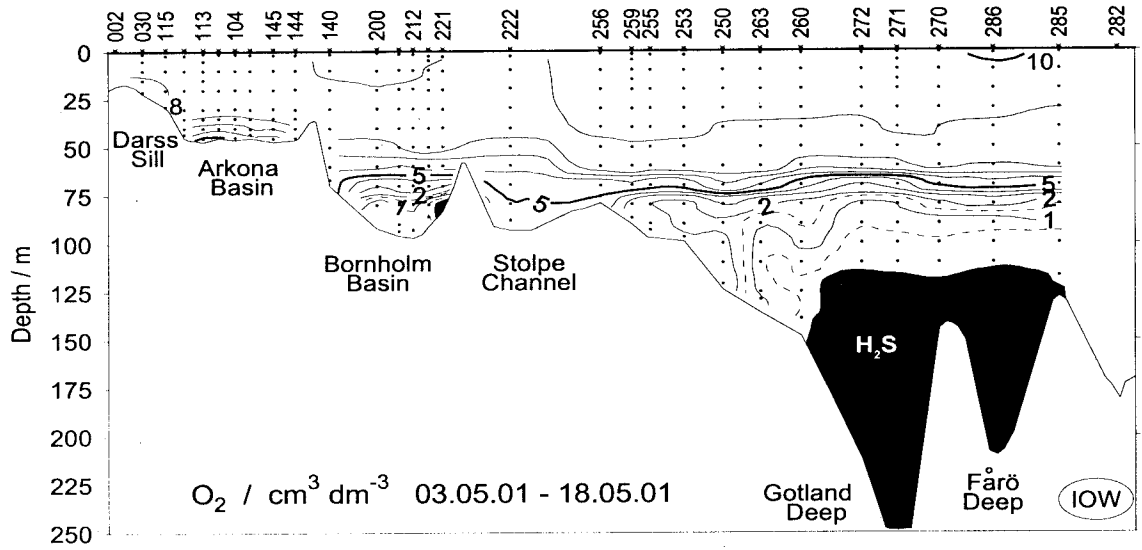 002 030 115 113 104 145 144 140 200 212 221 222 256 259 255 253 250 263 260 272 271 270 286 285 282
0
25
50
75
100
125
150
175
200
225
250
Depth / m
10
8
Darss
Sill
Arkona
Basin
5
2
1
Bornholm
Basin
5
Stolpe
Channel
2
5
2
1
H₂S
Gotland
Deep
Fårö
Deep
O₂ / cm³ dm⁻³ 03.05.01 - 18.05.01
IOW